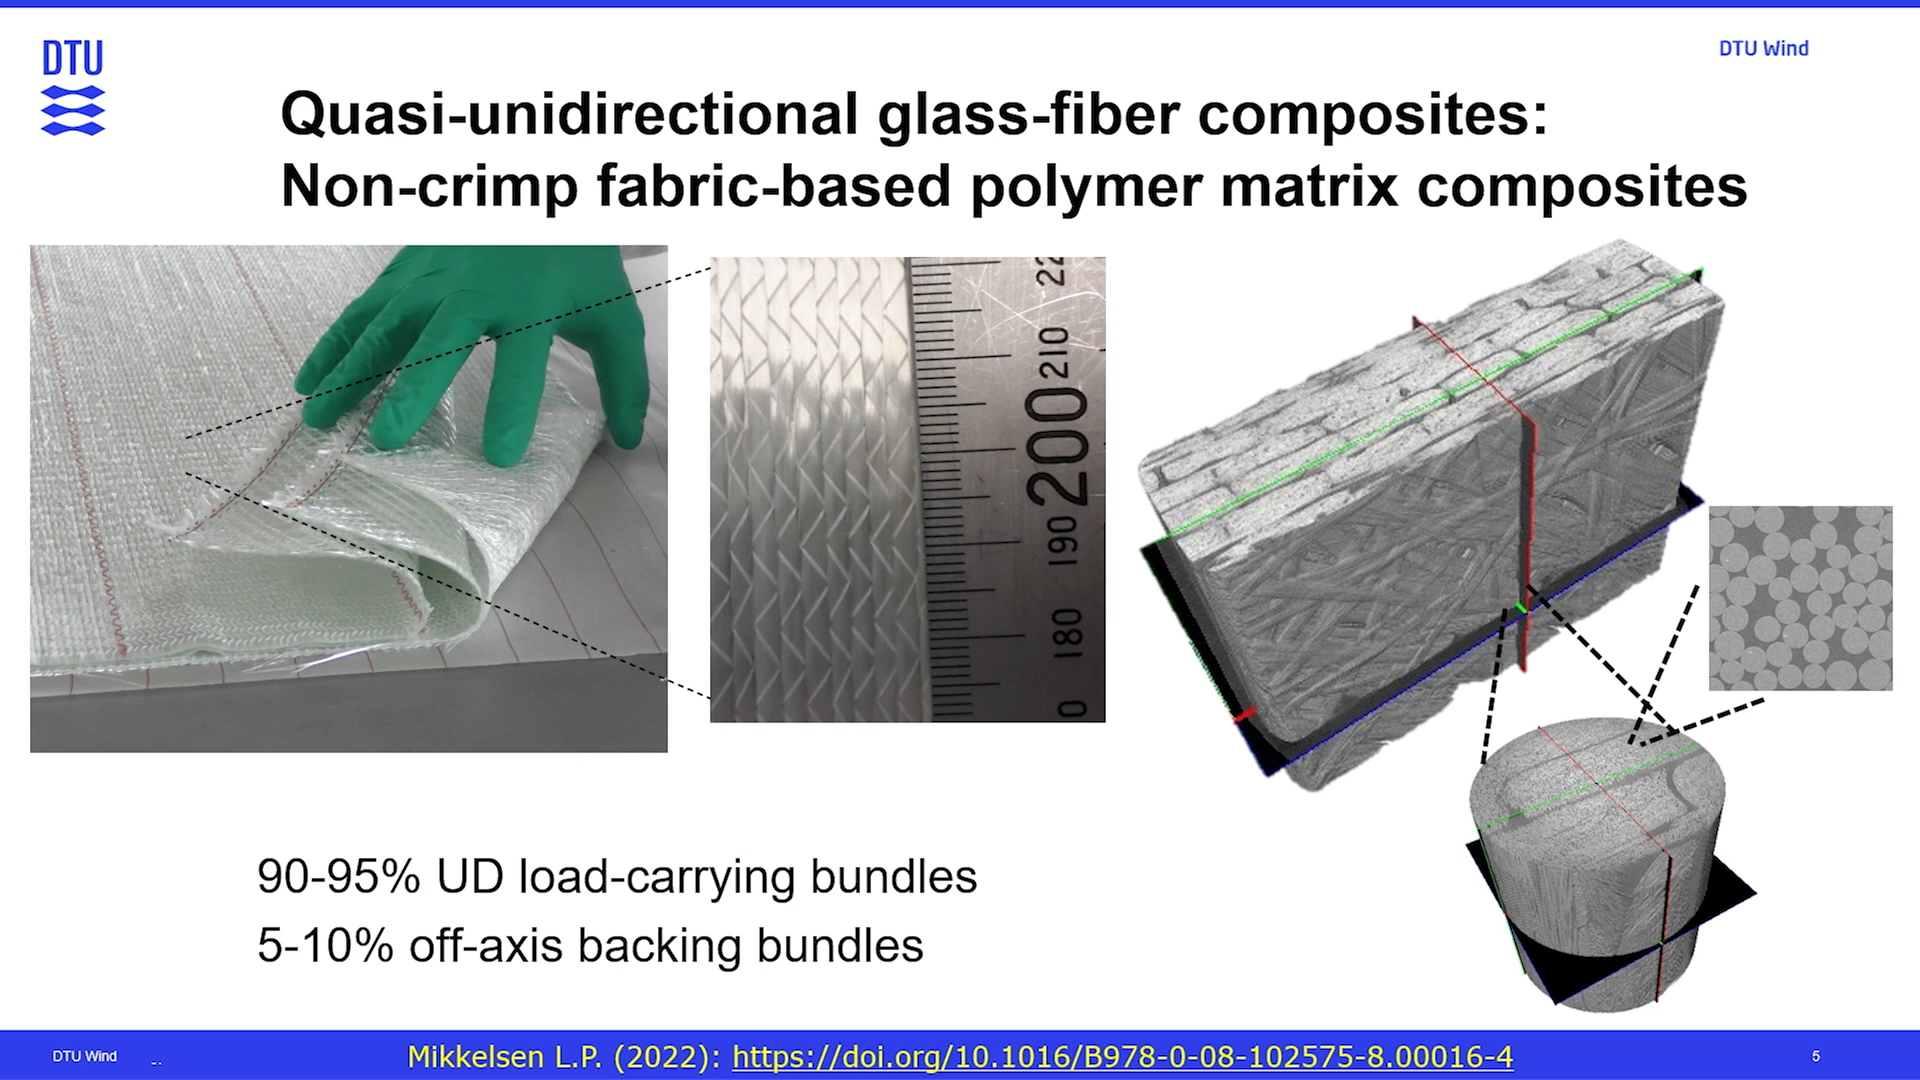 DTU
DTU Wind
Quasi-unidirectional glass-fiber composites:
Non-crimp fabric-based polymer matrix composites
22
210
200
190
180
0
90-95% UD load-carrying bundles
5-10% off-axis backing bundles
DTU Wind
Mikkelsen L.P. (2022): https://doi.org/10.1016/B978-0-08-102575-8.00016-4
5